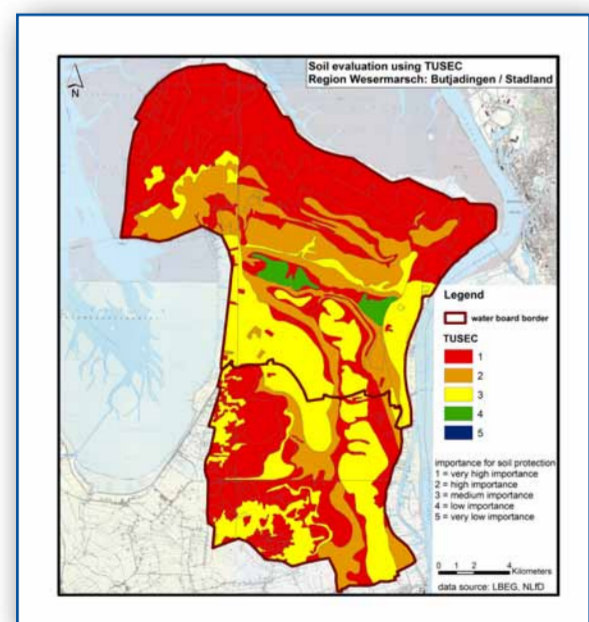 Soil evaluation using TUSEC
Region Wesermarsch: Butjadingen / Stadland
N
Legend
water board border
TUSEC
1
2
3
4
5
importance for soil protection
1 = very high importance
2 = high importance
3 = medium importance
4 = low importance
5 = very low importance
0 1 2 4
Kilometers
data source: LBEG, NLfD